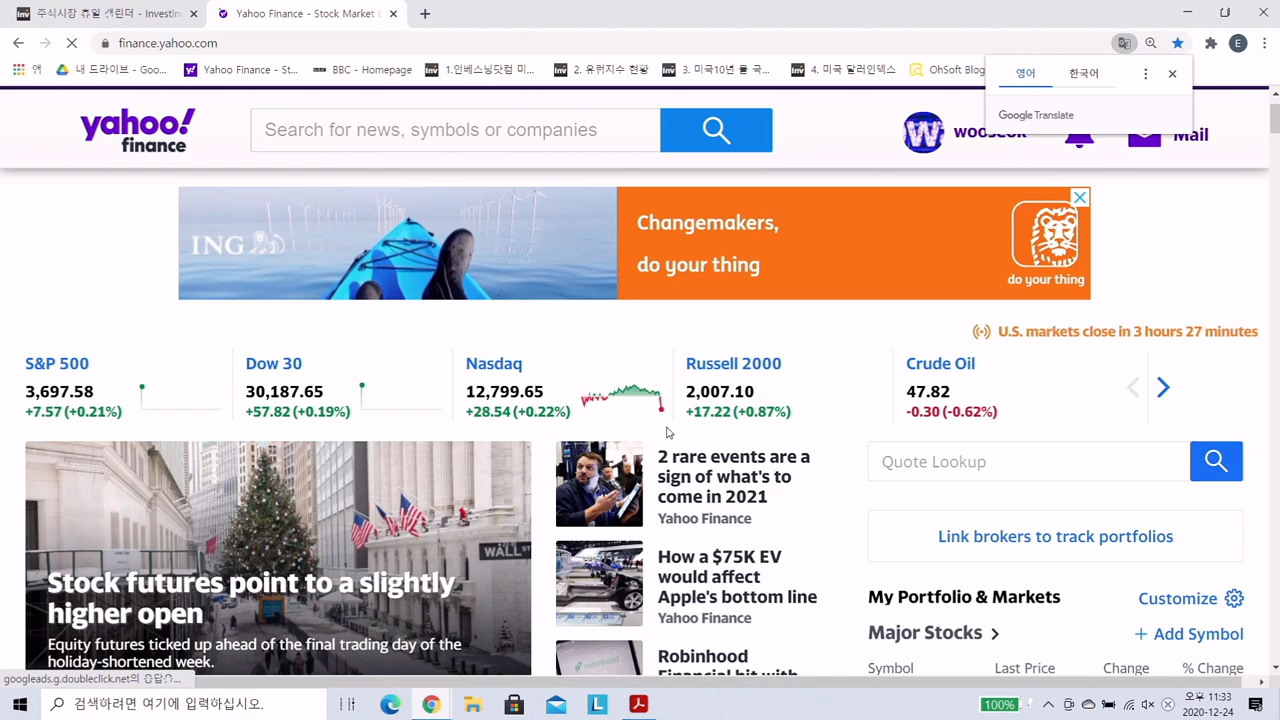 주식시장 휴일 캘린더 - Investin
Yahoo Finance - Stock Market L
finance.yahoo.com
앱
내 드라이브 - Goo...
Yahoo Finance - St...
BBC - Homepage
1.인베스닝닷컴 미...
2. 유럽지수 현황
3. 미국10년 물 국...
4. 미국 달러인덱스
OhSoft Blog
영어
한국어
Google Translate
E
yahoo!
finance
Search for news, symbols or companies
W
wooseok
Mail
ING
Changemakers,
do your thing
do your thing
U.S. markets close in 3 hours 27 minutes
S&P 500
3,697.58
+7.57 (+0.21%)
Dow 30
30,187.65
+57.82 (+0.19%)
Nasdaq
12,799.65
+28.54 (+0.22%)
Russell 2000
2,007.10
+17.22 (+0.87%)
Crude Oil
47.82
-0.30 (-0.62%)
WALL
Stock futures point to a slightly
higher open
Equity futures ticked up ahead of the final trading day of the
holiday-shortened week.
2 rare events are a
sign of what's to
come in 2021
Yahoo Finance
How a $75K EV
would affect
Apple's bottom line
Yahoo Finance
robinhood
Robinhood
Financial hit with
Quote Lookup
Link brokers to track portfolios
My Portfolio & Markets
Customize
Major Stocks
+ Add Symbol
Symbol
Last Price
Change
% Change
googleads.g.doubleclick.net의 응답을...
검색하려면 여기에 입력하십시오.
L
100%
오후 11:33
2020-12-24